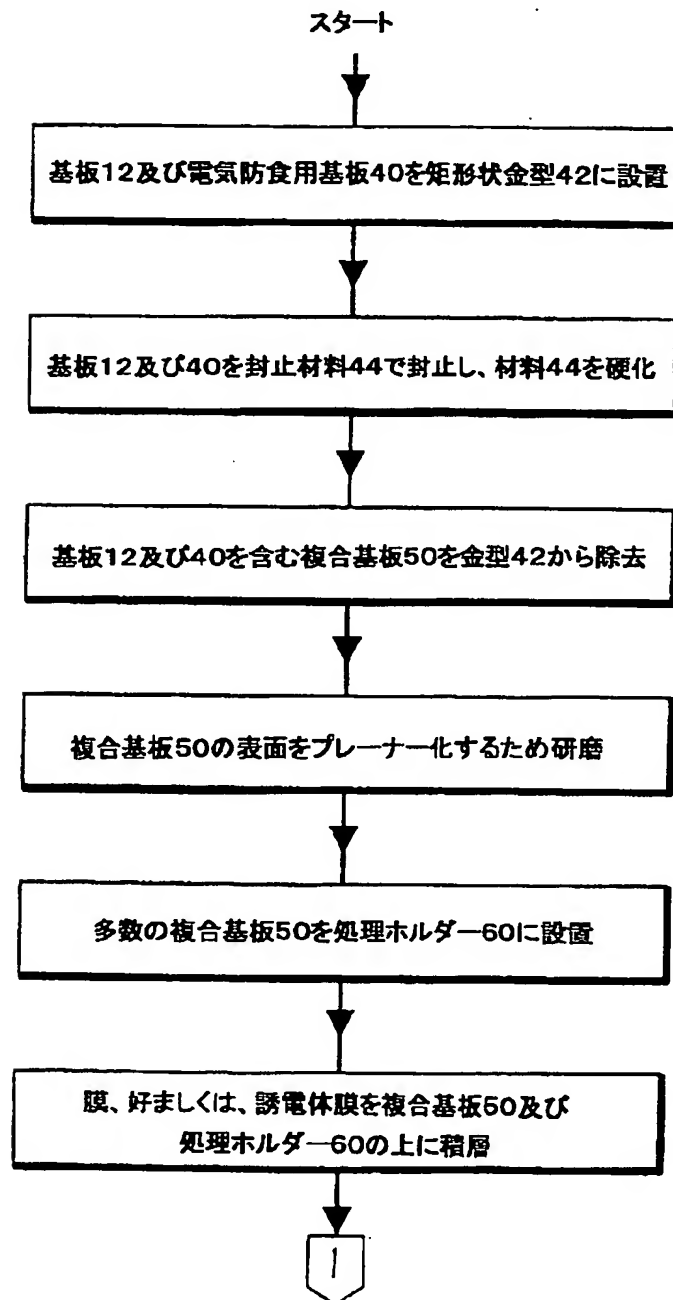 スタート
基板12及び電気防食用基板40を矩形状金型42に設置
基板12及び40を封止材料44で封止し、材料44を硬化
基板12及び40を含む複合基板50を金型42から除去
複合基板50の表面をプレーナー化するため研磨
多数の複合基板50を処理ホルダー60に設置
膜、好ましくは、誘電体膜を複合基板50及び
処理ホルダー60の上に積層
1